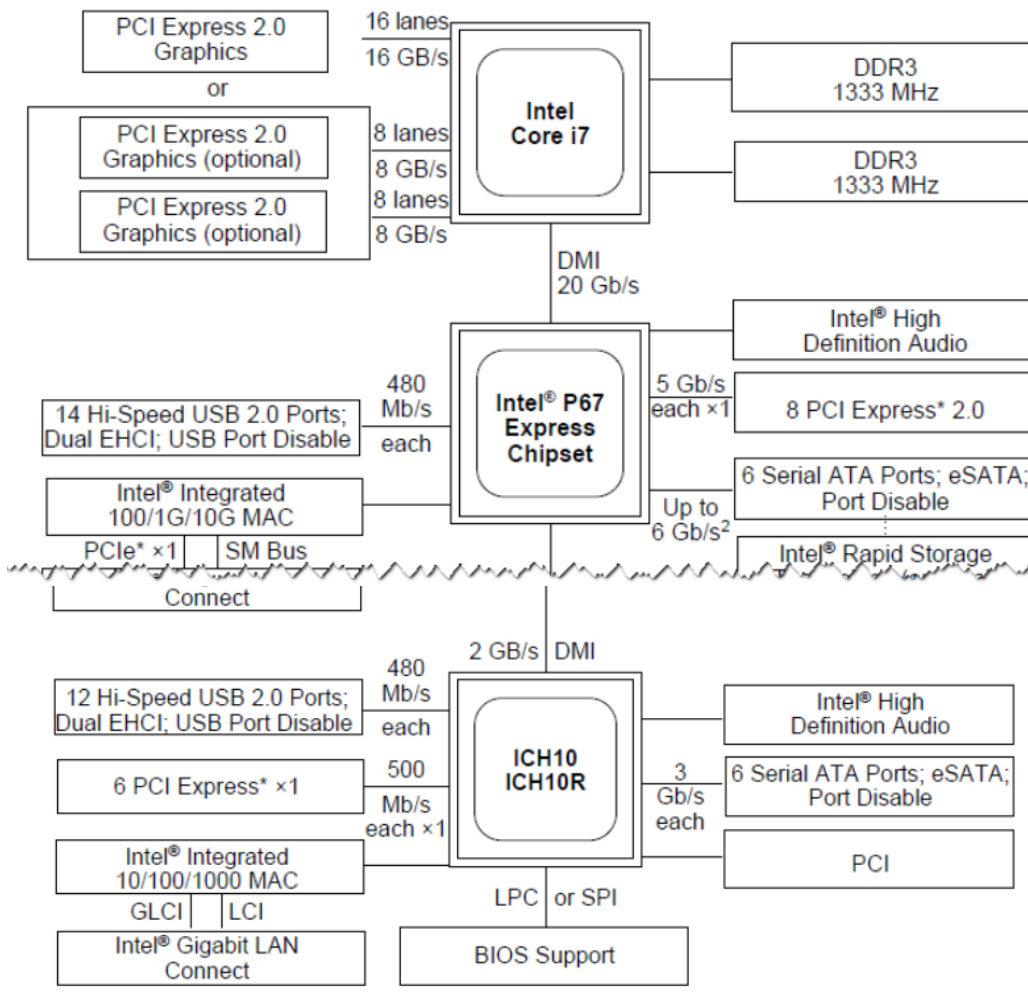 PCI Express 2.0
Graphics
or
PCI Express 2.0
Graphics (optional)
PCI Express 2.0
Graphics (optional)
16 lanes
16 GB/s
8 lanes
8 GB/s
8 lanes
8 GB/s
Intel
Core i7
DDR3
1333 MHz
DDR3
1333 MHz
DMI
20 Gb/s
14 Hi-Speed USB 2.0 Ports;
Dual EHCI; USB Port Disable
480
Mb/s
each
Intel® Integrated
100/1G/10G MAC
PCIe* ×1
SM Bus
Connect
Intel® P67
Express
Chipset
Intel® High
Definition Audio
5 Gb/s
each ×1
8 PCI Express* 2.0
Up to
6 Gb/s²
6 Serial ATA Ports; eSATA;
Port Disable
Intel® Rapid Storage
2 GB/s
DMI
12 Hi-Speed USB 2.0 Ports;
Dual EHCI; USB Port Disable
480
Mb/s
each
6 PCI Express* ×1
500
Mb/s
each ×1
Intel® Integrated
10/100/1000 MAC
GLCI
LCI
Intel® Gigabit LAN
Connect
ICH10
ICH10R
Intel® High
Definition Audio
3
Gb/s
each
6 Serial ATA Ports; eSATA;
Port Disable
PCI
LPC
or SPI
BIOS Support